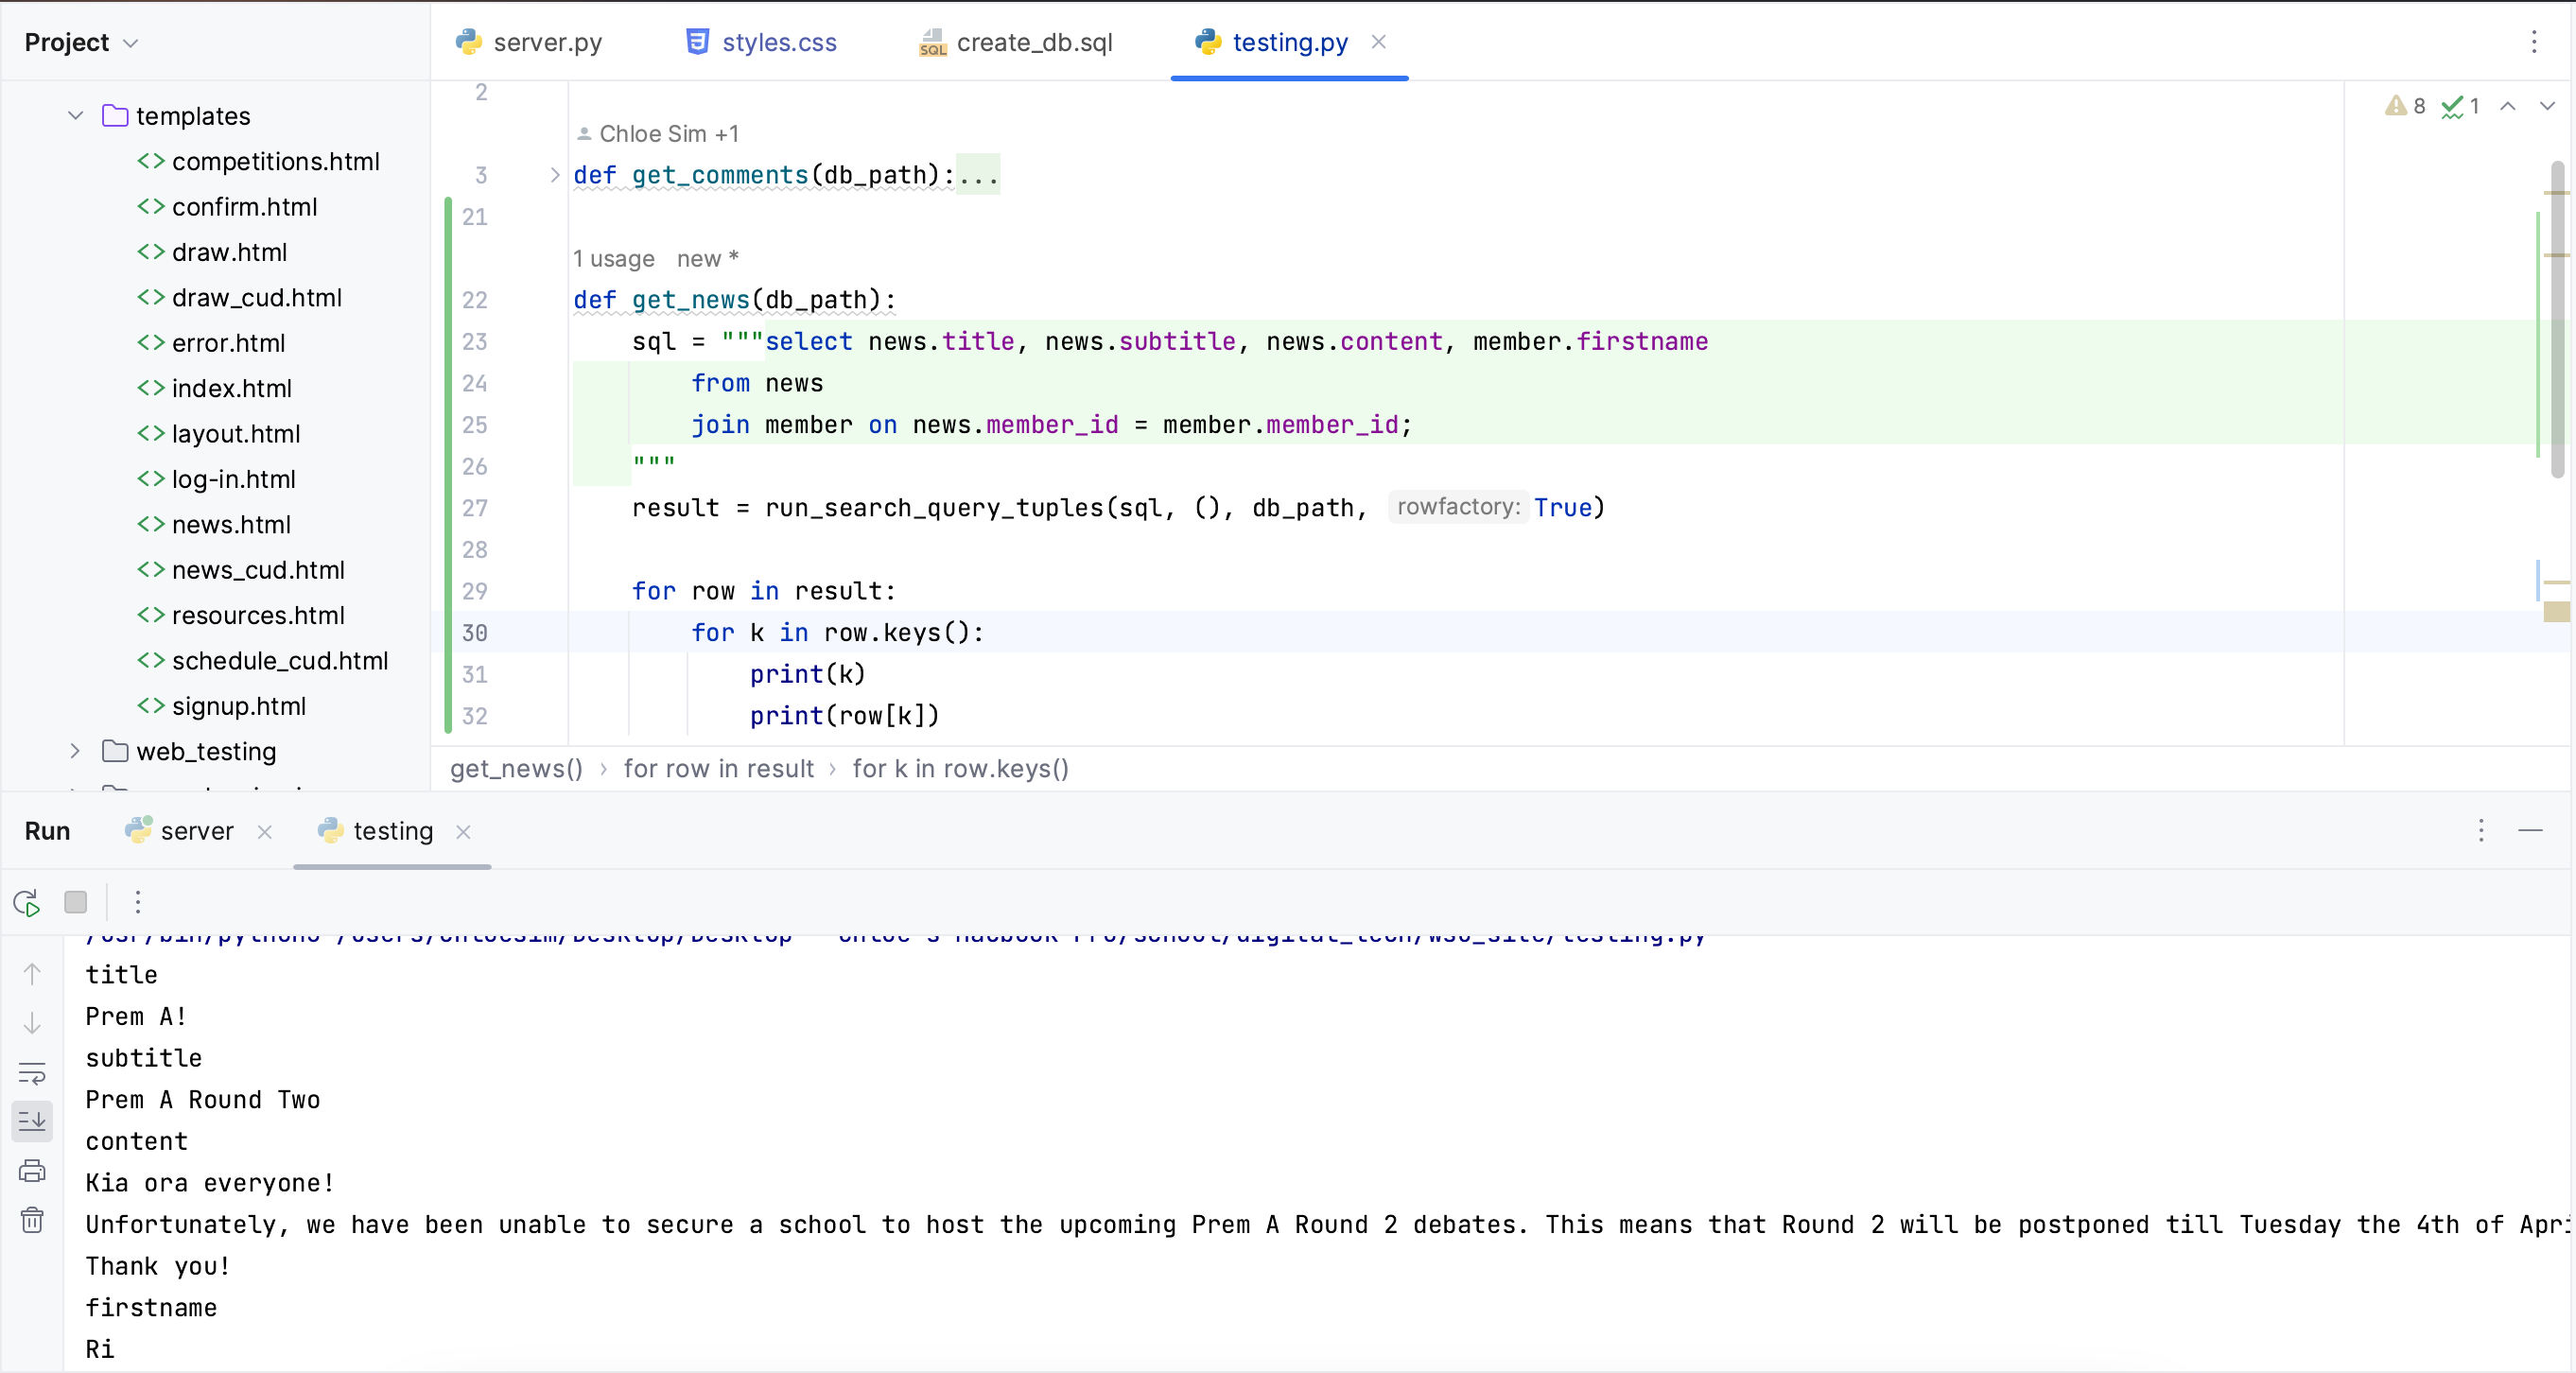 Project
server.py
styles.css
create_db.sql
testing.py
templates
competitions.html
confirm.html
draw.html
draw_cud.html
error.html
index.html
layout.html
log-in.html
news.html
news_cud.html
resources.html
schedule_cud.html
signup.html
web_testing
8 1
2
Chloe Sim +1
3 def get_comments(db_path):...
21
1 usage new *
22 def get_news(db_path):
23 sql = """select news.title, news.subtitle, news.content, member.firstname
24 from news
25 join member on news.member_id = member.member_id;
26 """
27 result = run_search_query_tuples(sql, (), db_path, rowfactory: True)
28
29 for row in result:
30 for k in row.keys():
31 print(k)
32 print(row[k])
get_news() › for row in result › for k in row.keys()
Run
server
testing
title
Prem A!
subtitle
Prem A Round Two
content
Kia ora everyone!
Unfortunately, we have been unable to secure a school to host the upcoming Prem A Round 2 debates. This means that Round 2 will be postponed till Tuesday the 4th of Apri
Thank you!
firstname
Ri